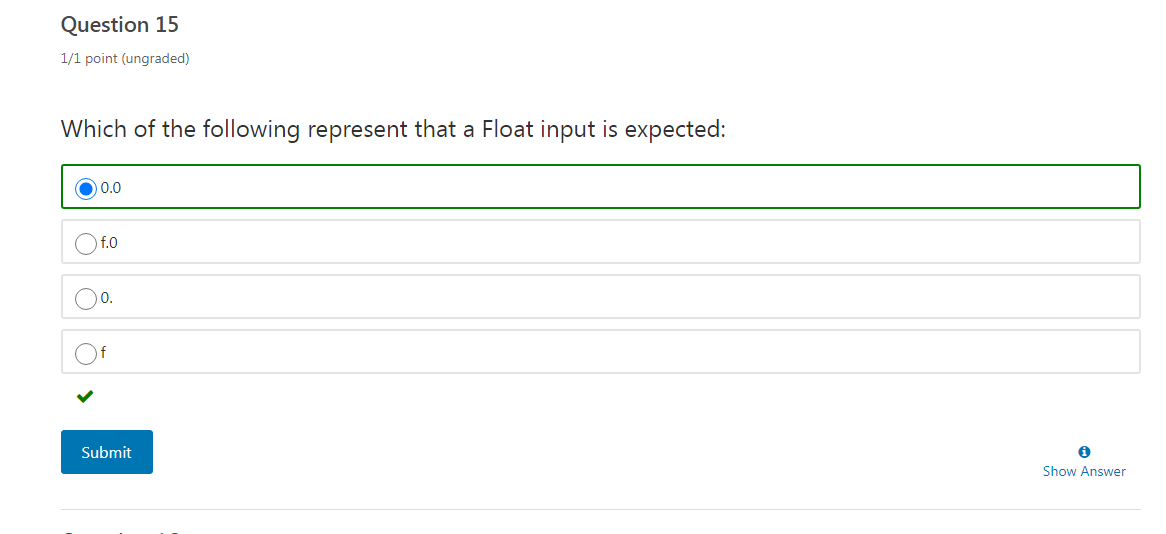 Question 15
1/1 point (ungraded)
Which of the following represent that a Float input is expected:
0.0
f.0
0.
f
Submit
Show Answer